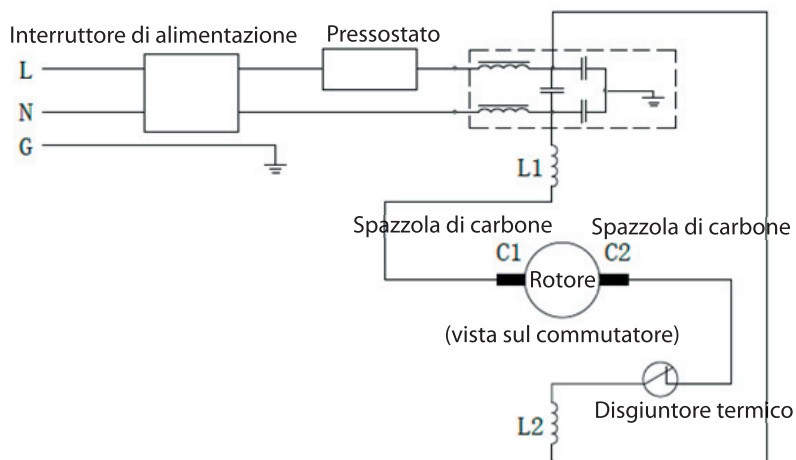 Interruttore di alimentazione
Pressostato
L
N
G
L1
Spazzola di carbone
Spazzola di carbone
C1
C2
Rotore
(vista sul commutatore)
Disgiuntore termico
L2